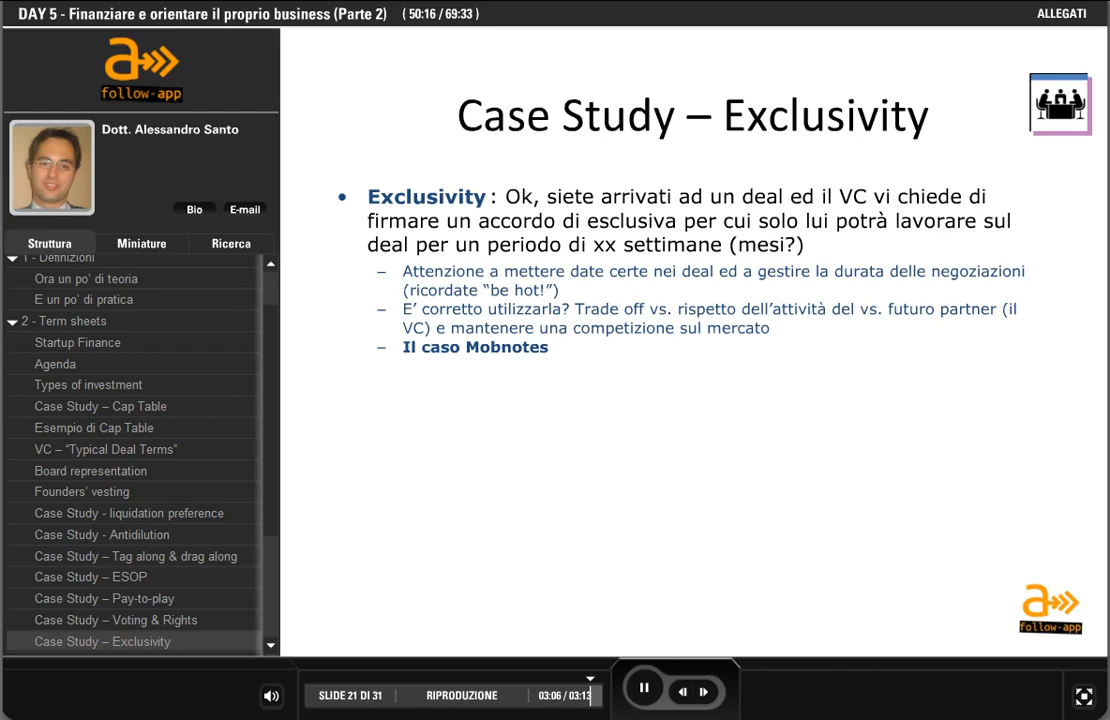 DAY 5 - Finanziare e orientare il proprio business (Parte 2) ( 50:16 / 69:33 )
ALLEGATI
a
follow-app
Dott. Alessandro Santo
Bio
E-mail
Struttura
Miniature
Ricerca
1 - Definizioni
Ora un po' di teoria
E un po' di pratica
2 - Term sheets
Startup Finance
Agenda
Types of investment
Case Study – Cap Table
Esempio di Cap Table
VC – “Typical Deal Terms”
Board representation
Founders’ vesting
Case Study - liquidation preference
Case Study - Antidilution
Case Study – Tag along & drag along
Case Study – ESOP
Case Study – Pay-to-play
Case Study – Voting & Rights
Case Study – Exclusivity
Case Study – Exclusivity
• Exclusivity : Ok, siete arrivati ad un deal ed il VC vi chiede di
firmare un accordo di esclusiva per cui solo lui potrà lavorare sul
deal per un periodo di xx settimane (mesi?)
– Attenzione a mettere date certe nei deal ed a gestire la durata delle negoziazioni
(ricordate “be hot!”)
– E’ corretto utilizzarla? Trade off vs. rispetto dell’attività del vs. futuro partner (il
VC) e mantenere una competizione sul mercato
– Il caso Mobnotes
a
follow-app
SLIDE 21 DI 31
RIPRODUZIONE
03:06 / 03:13